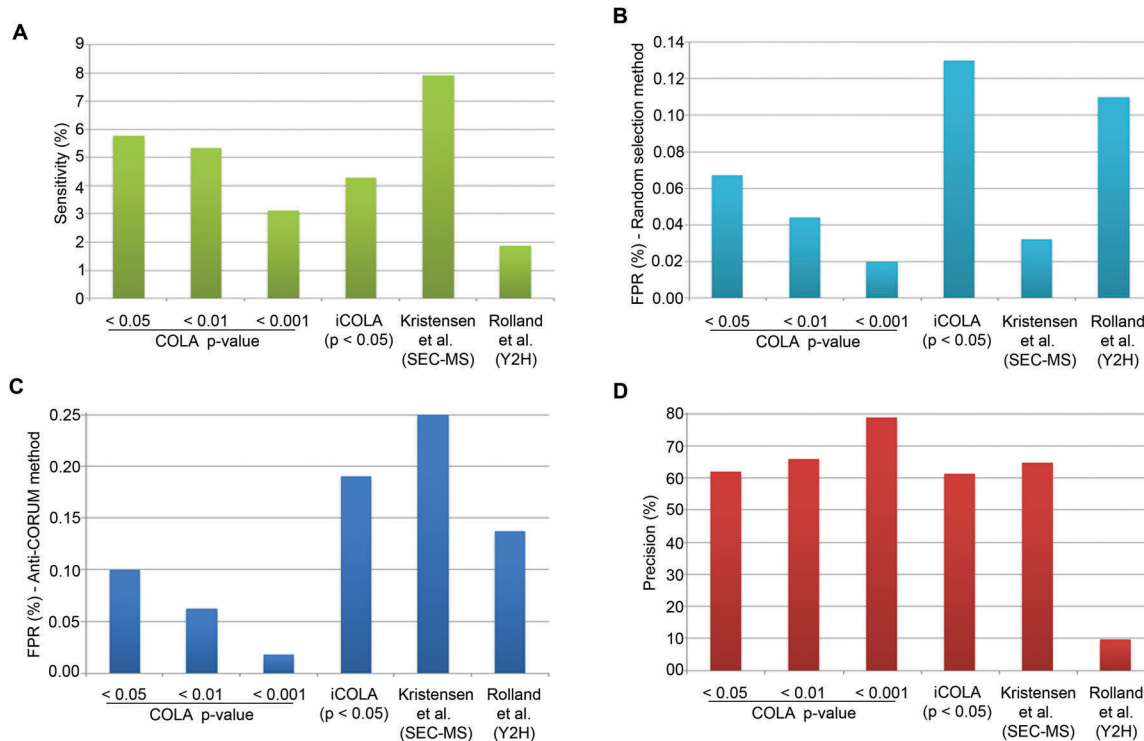 A
Sensitivity (%)
9
8
7
6
5
4
3
2
1
0
< 0.05 < 0.01 < 0.001
COLA p-value
iCOLA
(p < 0.05)
Kristensen
et al.
(SEC-MS)
Rolland
et al.
(Y2H)
B
FPR (%) - Random selection method
0.14
0.12
0.10
0.08
0.06
0.04
0.02
0.00
< 0.05 < 0.01 < 0.001
COLA p-value
iCOLA
(p < 0.05)
Kristensen
et al.
(SEC-MS)
Rolland
et al.
(Y2H)
C
FPR (%) - Anti-CORUM method
0.25
0.20
0.15
0.10
0.05
0.00
< 0.05 < 0.01 < 0.001
COLA p-value
iCOLA
(p < 0.05)
Kristensen
et al.
(SEC-MS)
Rolland
et al.
(Y2H)
D
Precision (%)
80
70
60
50
40
30
20
10
00
< 0.05 < 0.01 < 0.001
COLA p-value
iCOLA
(p < 0.05)
Kristensen
et al.
(SEC-MS)
Rolland
et al.
(Y2H)